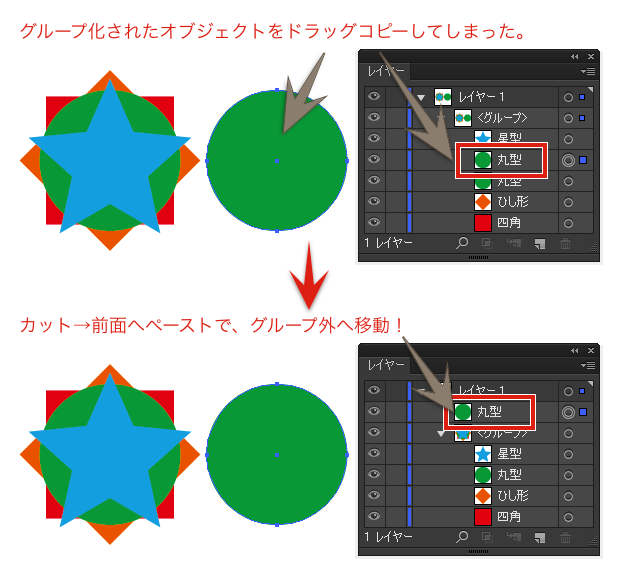 グループ化されたオブジェクトをドラッグコピーしてしまった。
レイヤー
レイヤー 1
<グループ>
星型
丸型
丸型
ひし形
四角
1 レイヤー
カット→前面へペーストで、グループ外へ移動！
レイヤー
レイヤー 1
丸型
<グループ>
星型
丸型
ひし形
四角
1 レイヤー